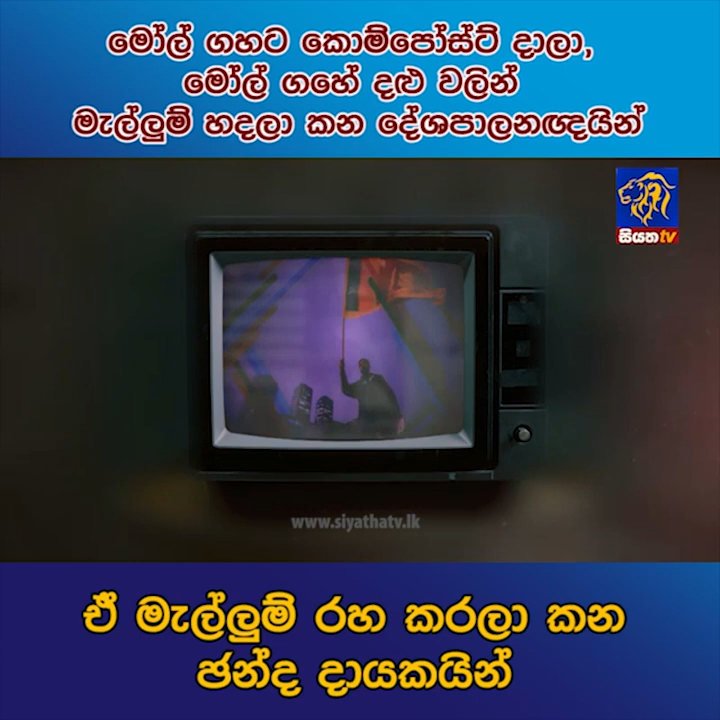 මෝල් ගහට කොම්පෝස්ට් දාලා,
මෝල් ගහේ දළු වලින්
මැල්ලුම් හදලා කන දේශපාලනඥයින්
සියත tv
www.siyathatv.lk
ඒ මැල්ලුම් රහ කරලා කන
ඡන්ද දායකයින්